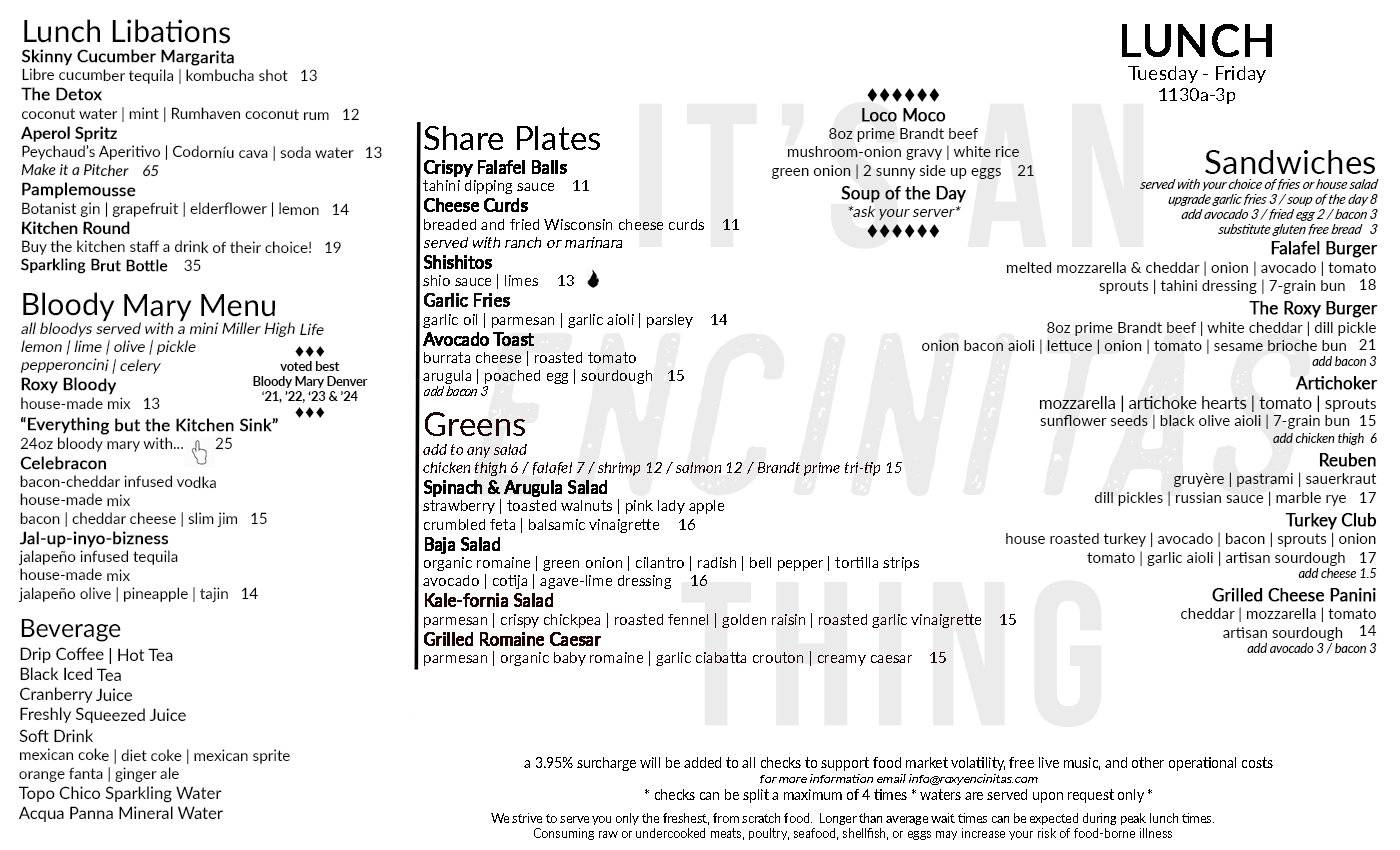 Lunch Libations
Skinny Cucumber Margarita
Libre cucumber tequila | kombucha shot 13
The Detox
coconut water | mint | Rumhaven coconut rum 12
Aperol Spritz
Peychaud's Aperitivo | Codorníu cava | soda water 13
Make it a Pitcher 65
Pamplemousse
Botanist gin | grapefruit | elderflower | lemon 14
Kitchen Round
Buy the kitchen staff a drink of their choice! 19
Sparkling Brut Bottle 35
Bloody Mary Menu
all bloodys served with a mini Miller High Life
lemon | lime | olive | pickle
pepperoncini | celery
♦♦♦
voted best
Bloody Mary Denver
'21, '22, '23 & '24
♦♦♦
Roxy Bloody
house-made mix 13
"Everything but the Kitchen Sink"
24oz bloody mary with... 25
Celebracon
bacon-cheddar infused vodka
house-made mix
bacon | cheddar cheese | slim jim 15
Jal-up-inyo-bizness
jalapeño infused tequila
house-made mix
jalapeño olive | pineapple | tajin 14
Beverage
Drip Coffee | Hot Tea
Black Iced Tea
Cranberry Juice
Freshly Squeezed Juice
Soft Drink
mexican coke | diet coke | mexican sprite
orange fanta | ginger ale
Topo Chico Sparkling Water
Acqua Panna Mineral Water
Share Plates
Crispy Falafel Balls
tahini dipping sauce 11
Cheese Curds
breaded and fried Wisconsin cheese curds 11
served with ranch or marinara
Shishitos
shio sauce | limes 13
Garlic Fries
garlic oil | parmesan | garlic aioli | parsley 14
Avocado Toast
burrata cheese | roasted tomato
arugula | poached egg | sourdough 15
add bacon 3
Greens
add to any salad
chicken thigh 6 / falafel 7 / shrimp 12 / salmon 12 / Brandt prime tri-tip 15
Spinach & Arugula Salad
strawberry | toasted walnuts | pink lady apple
crumbled feta | balsamic vinaigrette 16
Baja Salad
organic romaine | green onion | cilantro | radish | bell pepper | tortilla strips
avocado | cotija | agave-lime dressing 16
Kale-fornia Salad
parmesan | crispy chickpea | roasted fennel | golden raisin | roasted garlic vinaigrette 15
Grilled Romaine Caesar
parmesan | organic baby romaine | garlic ciabatta crouton | creamy caesar 15
♦♦♦♦♦♦
Loco Moco
8oz prime Brandt beef
mushroom-onion gravy | white rice
green onion | 2 sunny side up eggs 21
Soup of the Day
*ask your server*
♦♦♦♦♦♦
IT'S AN
ENCINITAS
THING
LUNCH
Tuesday - Friday
1130a-3p
Sandwiches
served with your choice of fries or house salad
upgrade garlic fries 3 / soup of the day 8
add avocado 3 / fried egg 2 / bacon 3
substitute gluten free bread 3
Falafel Burger
melted mozzarella & cheddar | onion | avocado | tomato
sprouts | tahini dressing | 7-grain bun 18
The Roxy Burger
8oz prime Brandt beef | white cheddar | dill pickle
onion bacon aioli | lettuce | onion | tomato | sesame brioche bun 21
add bacon 3
Artichoker
mozzarella | artichoke hearts | tomato | sprouts
sunflower seeds | black olive aioli | 7-grain bun 15
add chicken thigh 6
Reuben
gruyère | pastrami | sauerkraut
dill pickles | russian sauce | marble rye 17
Turkey Club
house roasted turkey | avocado | bacon | sprouts | onion
tomato | garlic aioli | artisan sourdough 17
add cheese 1.5
Grilled Cheese Panini
cheddar | mozzarella | tomato
artisan sourdough 14
add avocado 3 / bacon 3
a 3.95% surcharge will be added to all checks to support food market volatility, free live music, and other operational costs
for more information email info@roxyencinitas.com
* checks can be split a maximum of 4 times * waters are served upon request only *
We strive to serve you only the freshest, from scratch food. Longer than average wait times can be expected during peak lunch times.
Consuming raw or undercooked meats, poultry, seafood, shellfish, or eggs may increase your risk of food-borne illness